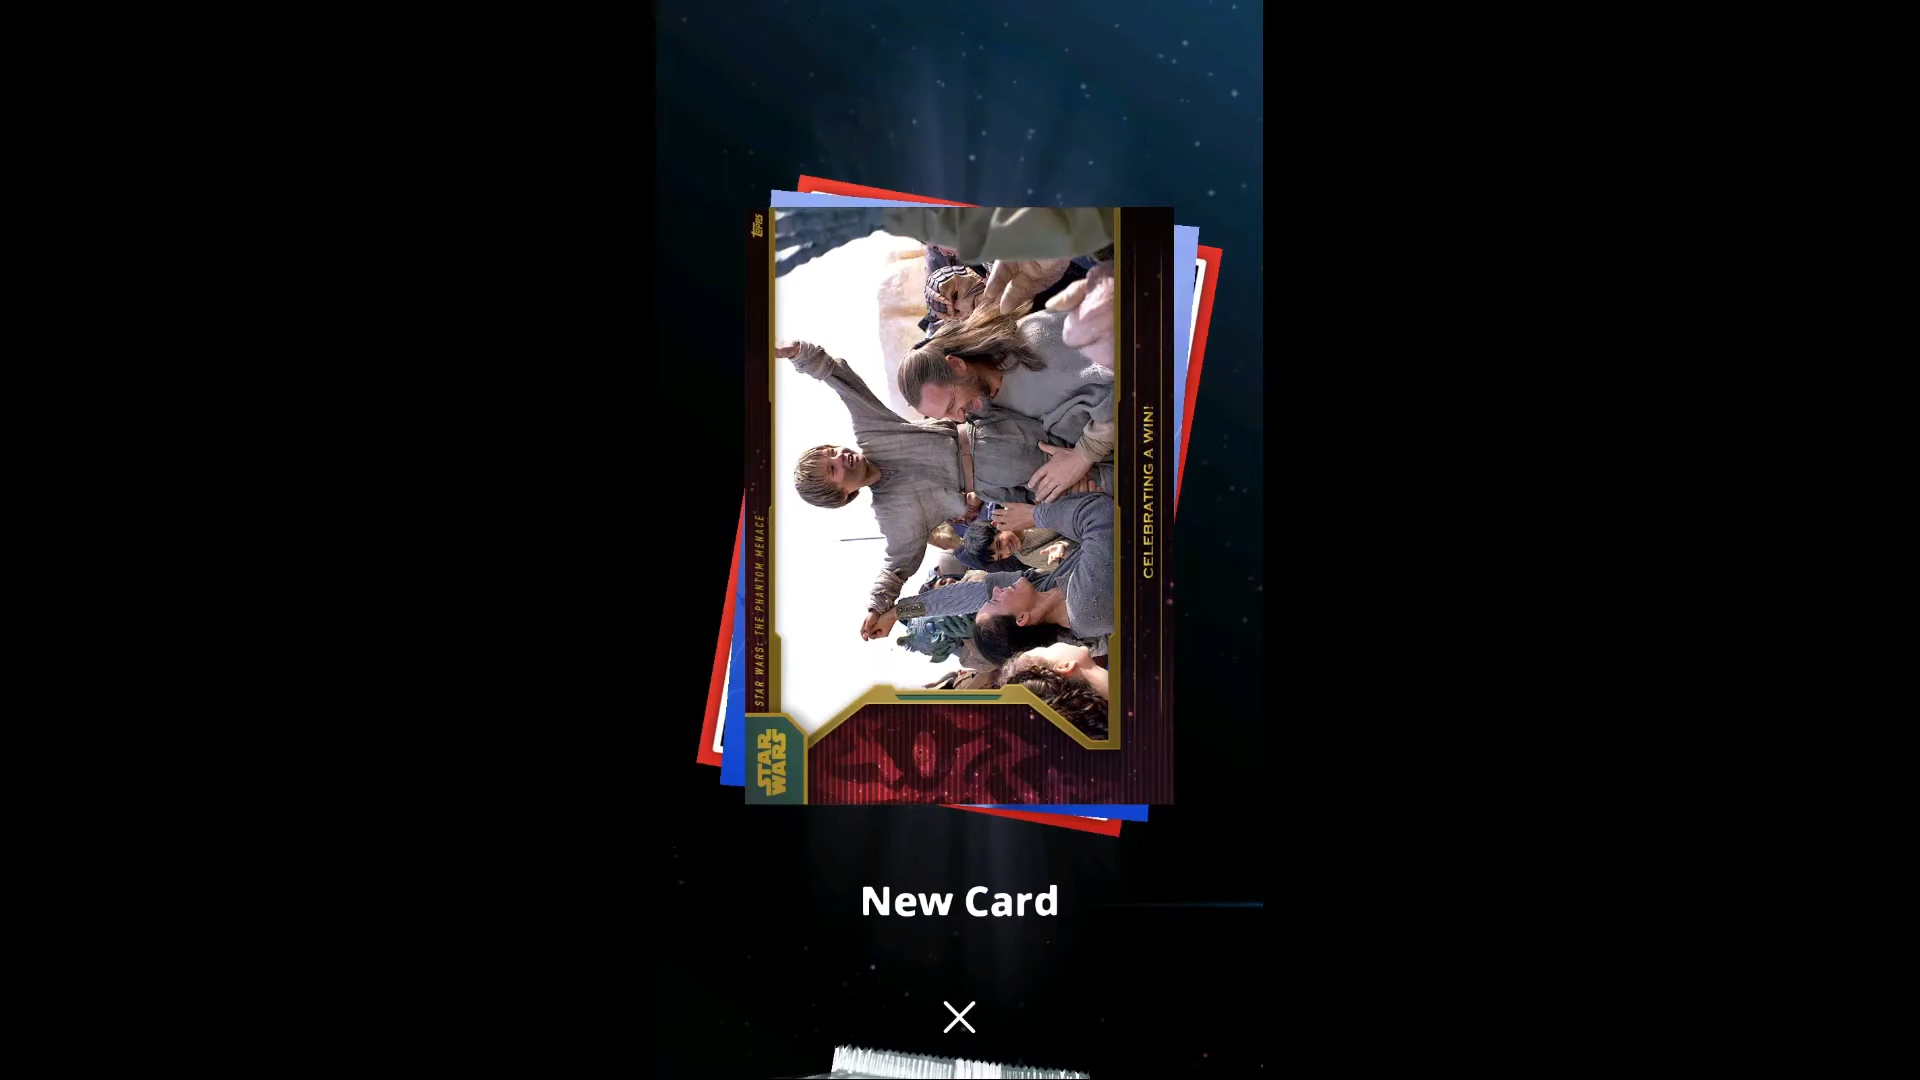 Topps
STAR WARS: THE PHANTOM MENACE
STAR
WARS
CELEBRATING A WIN!
New Card